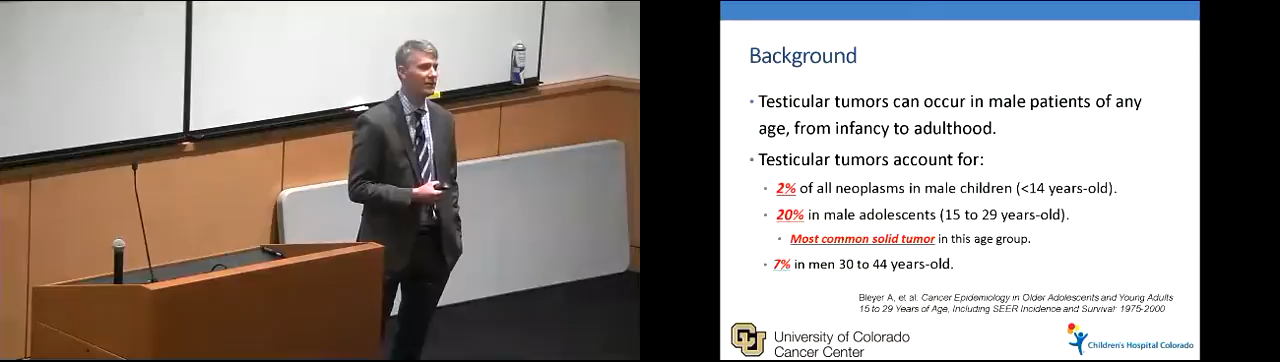 Background
• Testicular tumors can occur in male patients of any
age, from infancy to adulthood.
• Testicular tumors account for:
• 2% of all neoplasms in male children (<14 years-old).
• 20% in male adolescents (15 to 29 years-old).
• Most common solid tumor in this age group.
• 7% in men 30 to 44 years-old.
Bleyer A, et al. Cancer Epidemiology in Older Adolescents and Young Adults
15 to 29 Years of Age, Including SEER Incidence and Survival: 1975-2000
CU
University of Colorado
Cancer Center
Children's Hospital Colorado